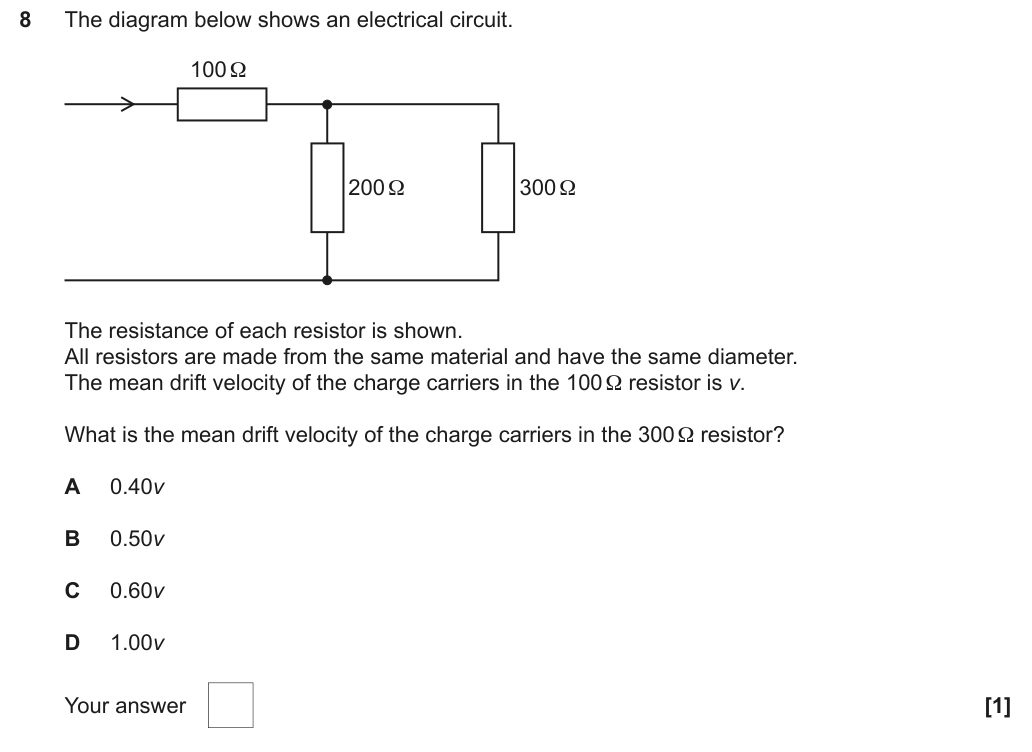 8 The diagram below shows an electrical circuit.
100 Ω
200 Ω
300 Ω
The resistance of each resistor is shown.
All resistors are made from the same material and have the same diameter.
The mean drift velocity of the charge carriers in the 100 Ω resistor is v.
What is the mean drift velocity of the charge carriers in the 300 Ω resistor?
A 0.40v
B 0.50v
C 0.60v
D 1.00v
Your answer [1]